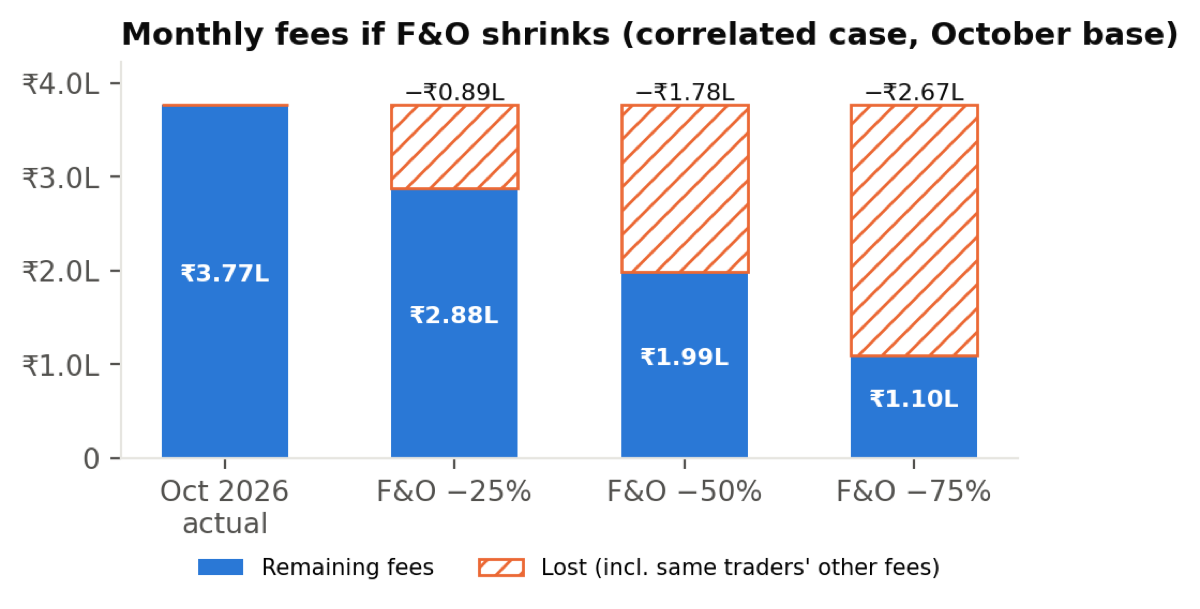 Monthly fees if F&O shrinks (correlated case, October base)
₹4.0L
₹3.0L
₹2.0L
₹1.0L
0
−₹0.89L
−₹1.78L
−₹2.67L
₹3.77L
₹2.88L
₹1.99L
₹1.10L
Oct 2026
actual
F&O −25%
F&O −50%
F&O −75%
Remaining fees
Lost (incl. same traders' other fees)